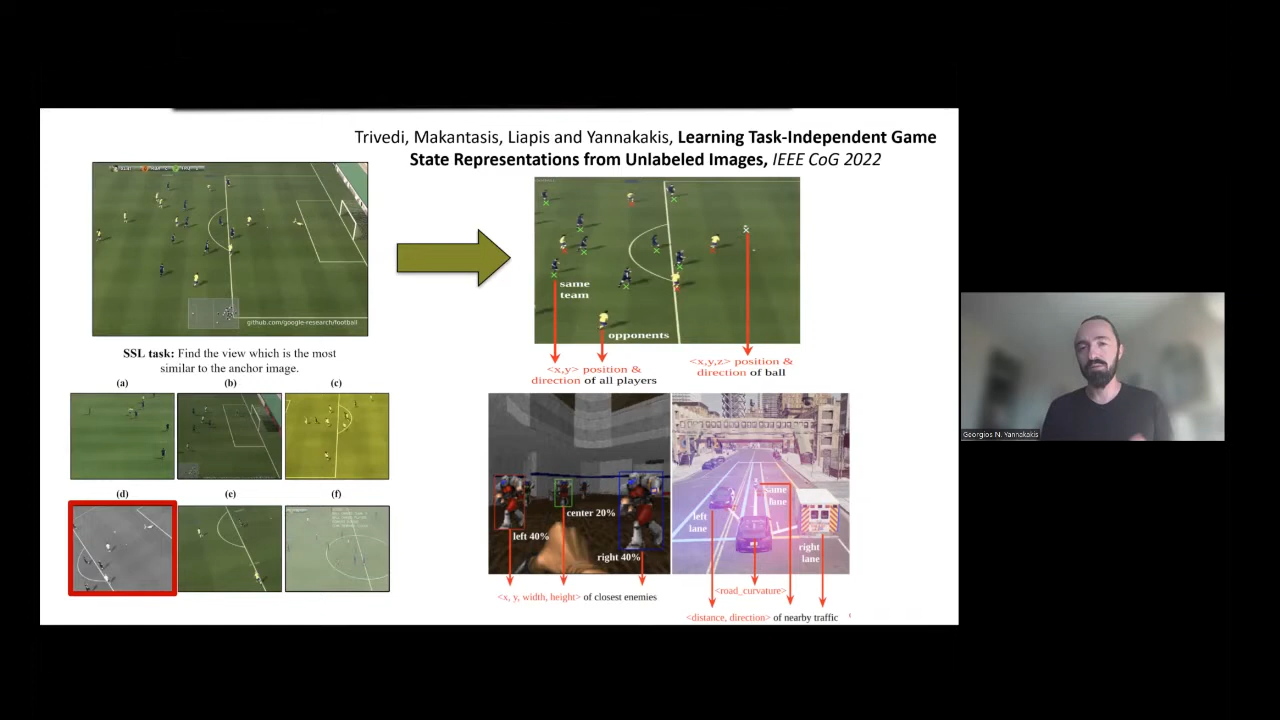 Trivedi, Makantasis, Liapis and Yannakakis, Learning Task-Independent Game
State Representations from Unlabeled Images, IEEE CoG 2022
github.com/google-research/football
SSL task: Find the view which is the most
similar to the anchor image.
(a)
(b)
(c)
(d)
(e)
(f)
same
team
opponents
<x,y> position &
direction of all players
<x,y,z> position &
direction of ball
left 40%
center 20%
right 40%
<x, y, width, height> of closest enemies
left
lane
same
lane
right
lane
<road_curvature>
<distance, direction> of nearby traffic
Georgios N. Yannakakis